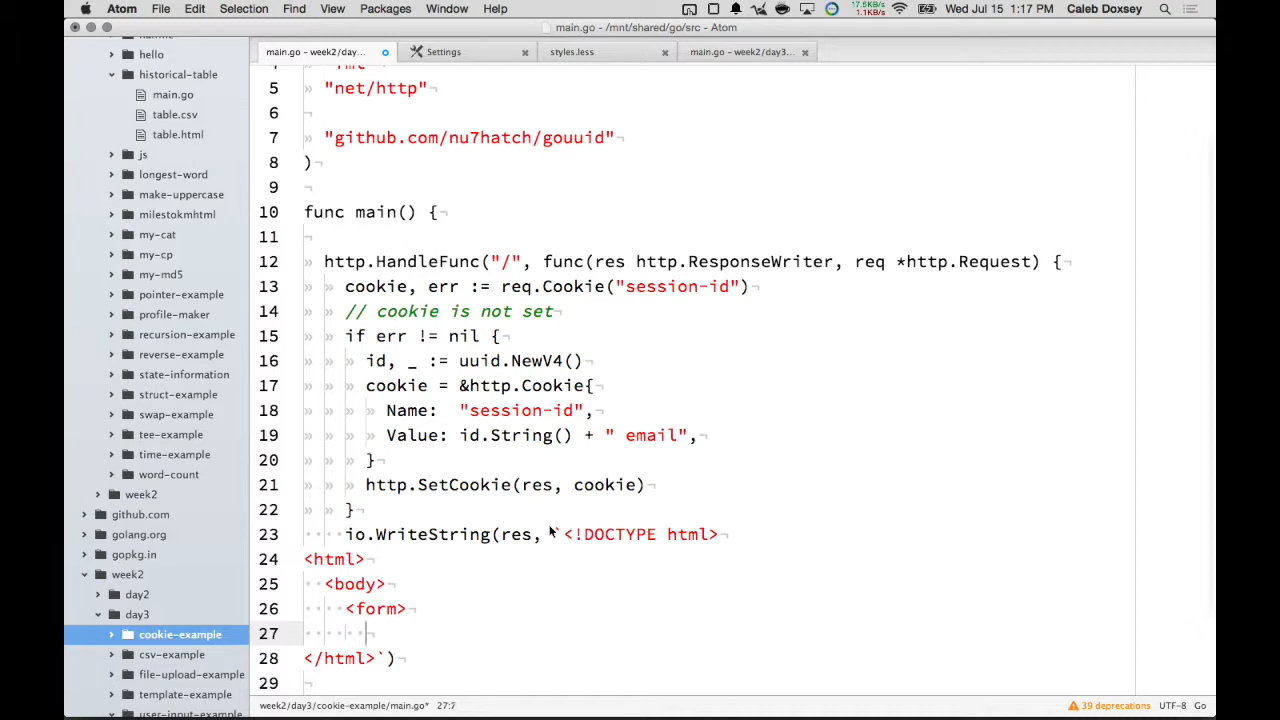 Atom File Edit Selection Find View Packages Window Help 17.5KB/s 1.1KB/s Wed Jul 15 1:17 PM Caleb Doxsey
main.go - /mnt/shared/go/src - Atom
main.go - week2/day... Settings styles.less main.go - week2/day3...
hello
historical-table
main.go
table.csv
table.html
js
longest-word
make-uppercase
milestokmhtml
my-cat
my-cp
my-md5
pointer-example
profile-maker
recursion-example
reverse-example
state-information
struct-example
swap-example
tee-example
time-example
word-count
week2
github.com
golang.org
gopkg.in
week2
day2
day3
cookie-example
csv-example
file-upload-example
template-example
user-input-example
5 "net/http"
6
7 "github.com/nu7hatch/gouuid"
8 )
9
10 func main() {
11
12 http.HandleFunc("/", func(res http.ResponseWriter, req *http.Request) {
13 cookie, err := req.Cookie("session-id")
14 // cookie is not set
15 if err != nil {
16 id, _ := uuid.NewV4()
17 cookie = &http.Cookie{
18 Name: "session-id",
19 Value: id.String() + " email",
20 }
21 http.SetCookie(res, cookie)
22 }
23 io.WriteString(res, `<!DOCTYPE html>
24 <html>
25 <body>
26 <form>
27
28 </html>`)
29
week2/day3/cookie-example/main.go* 27:7 39 deprecations UTF-8 Go